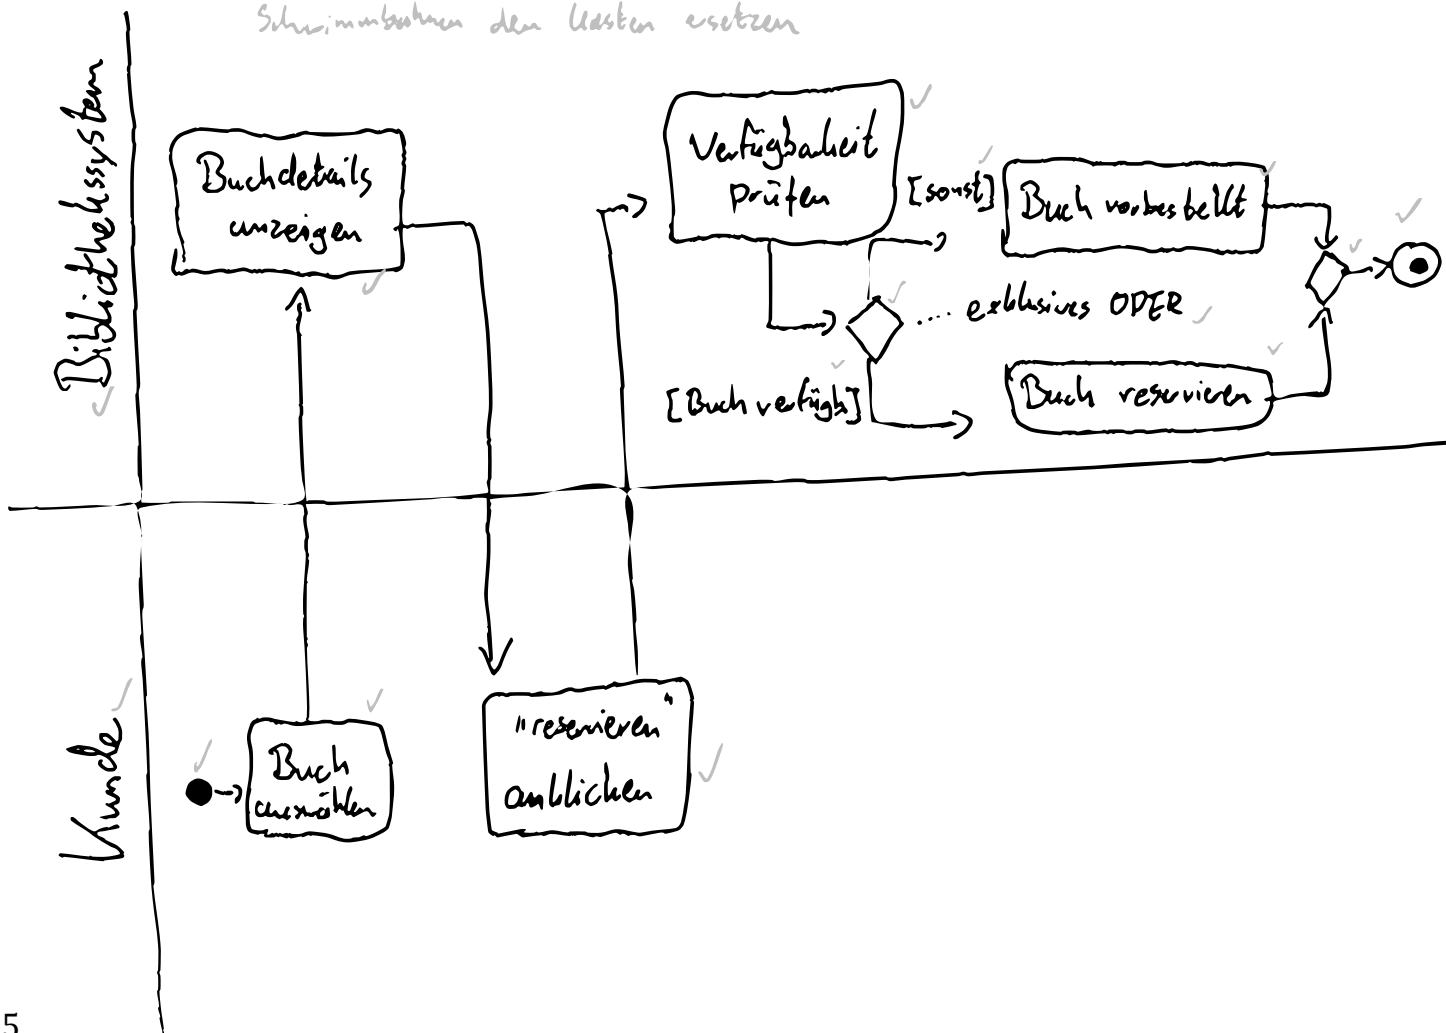 Schwimmbahnen den Kasten ersetzen
Bibliothekssystem
Buchdetails
anzeigen
Verfügbarkeit
prüfen
[sonst]
Buch vorbestellt
.... exklusives ODER
[Buch verfügb]
Buch reservieren
Kunde
Buch
auswählen
"reservieren"
anklicken
5